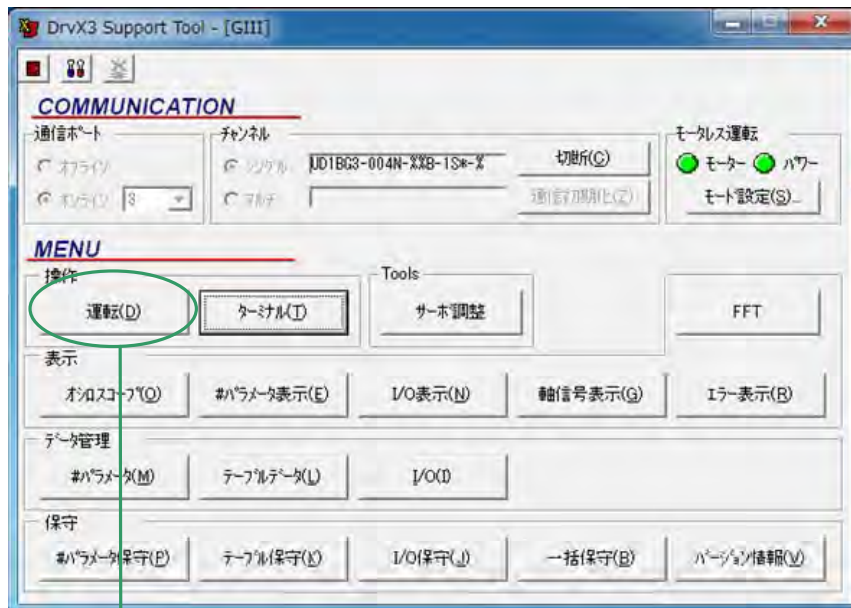 DrvX3 Support Tool - [GIII]
COMMUNICATION
通信ポート
チャンネル
モータレス運転
オフライン
シングル
UD1BG3-004N-%%B-1S*-%
切断(C)
モーター
パワー
オンライン
3
マルチ
通信初期化(Z)
モード設定(S)...
MENU
操作
Tools
運転(D)
ターミナル(T)
サーボ調整
FFT
表示
オシロスコープ(O)
#パラメータ表示(E)
I/O表示(N)
軸信号表示(G)
エラー表示(R)
データ管理
#パラメータ(M)
テーブルデータ(L)
I/O(I)
保守
#パラメータ保守(P)
テーブル保守(K)
I/O保守(J)
一括保守(B)
バージョン情報(V)